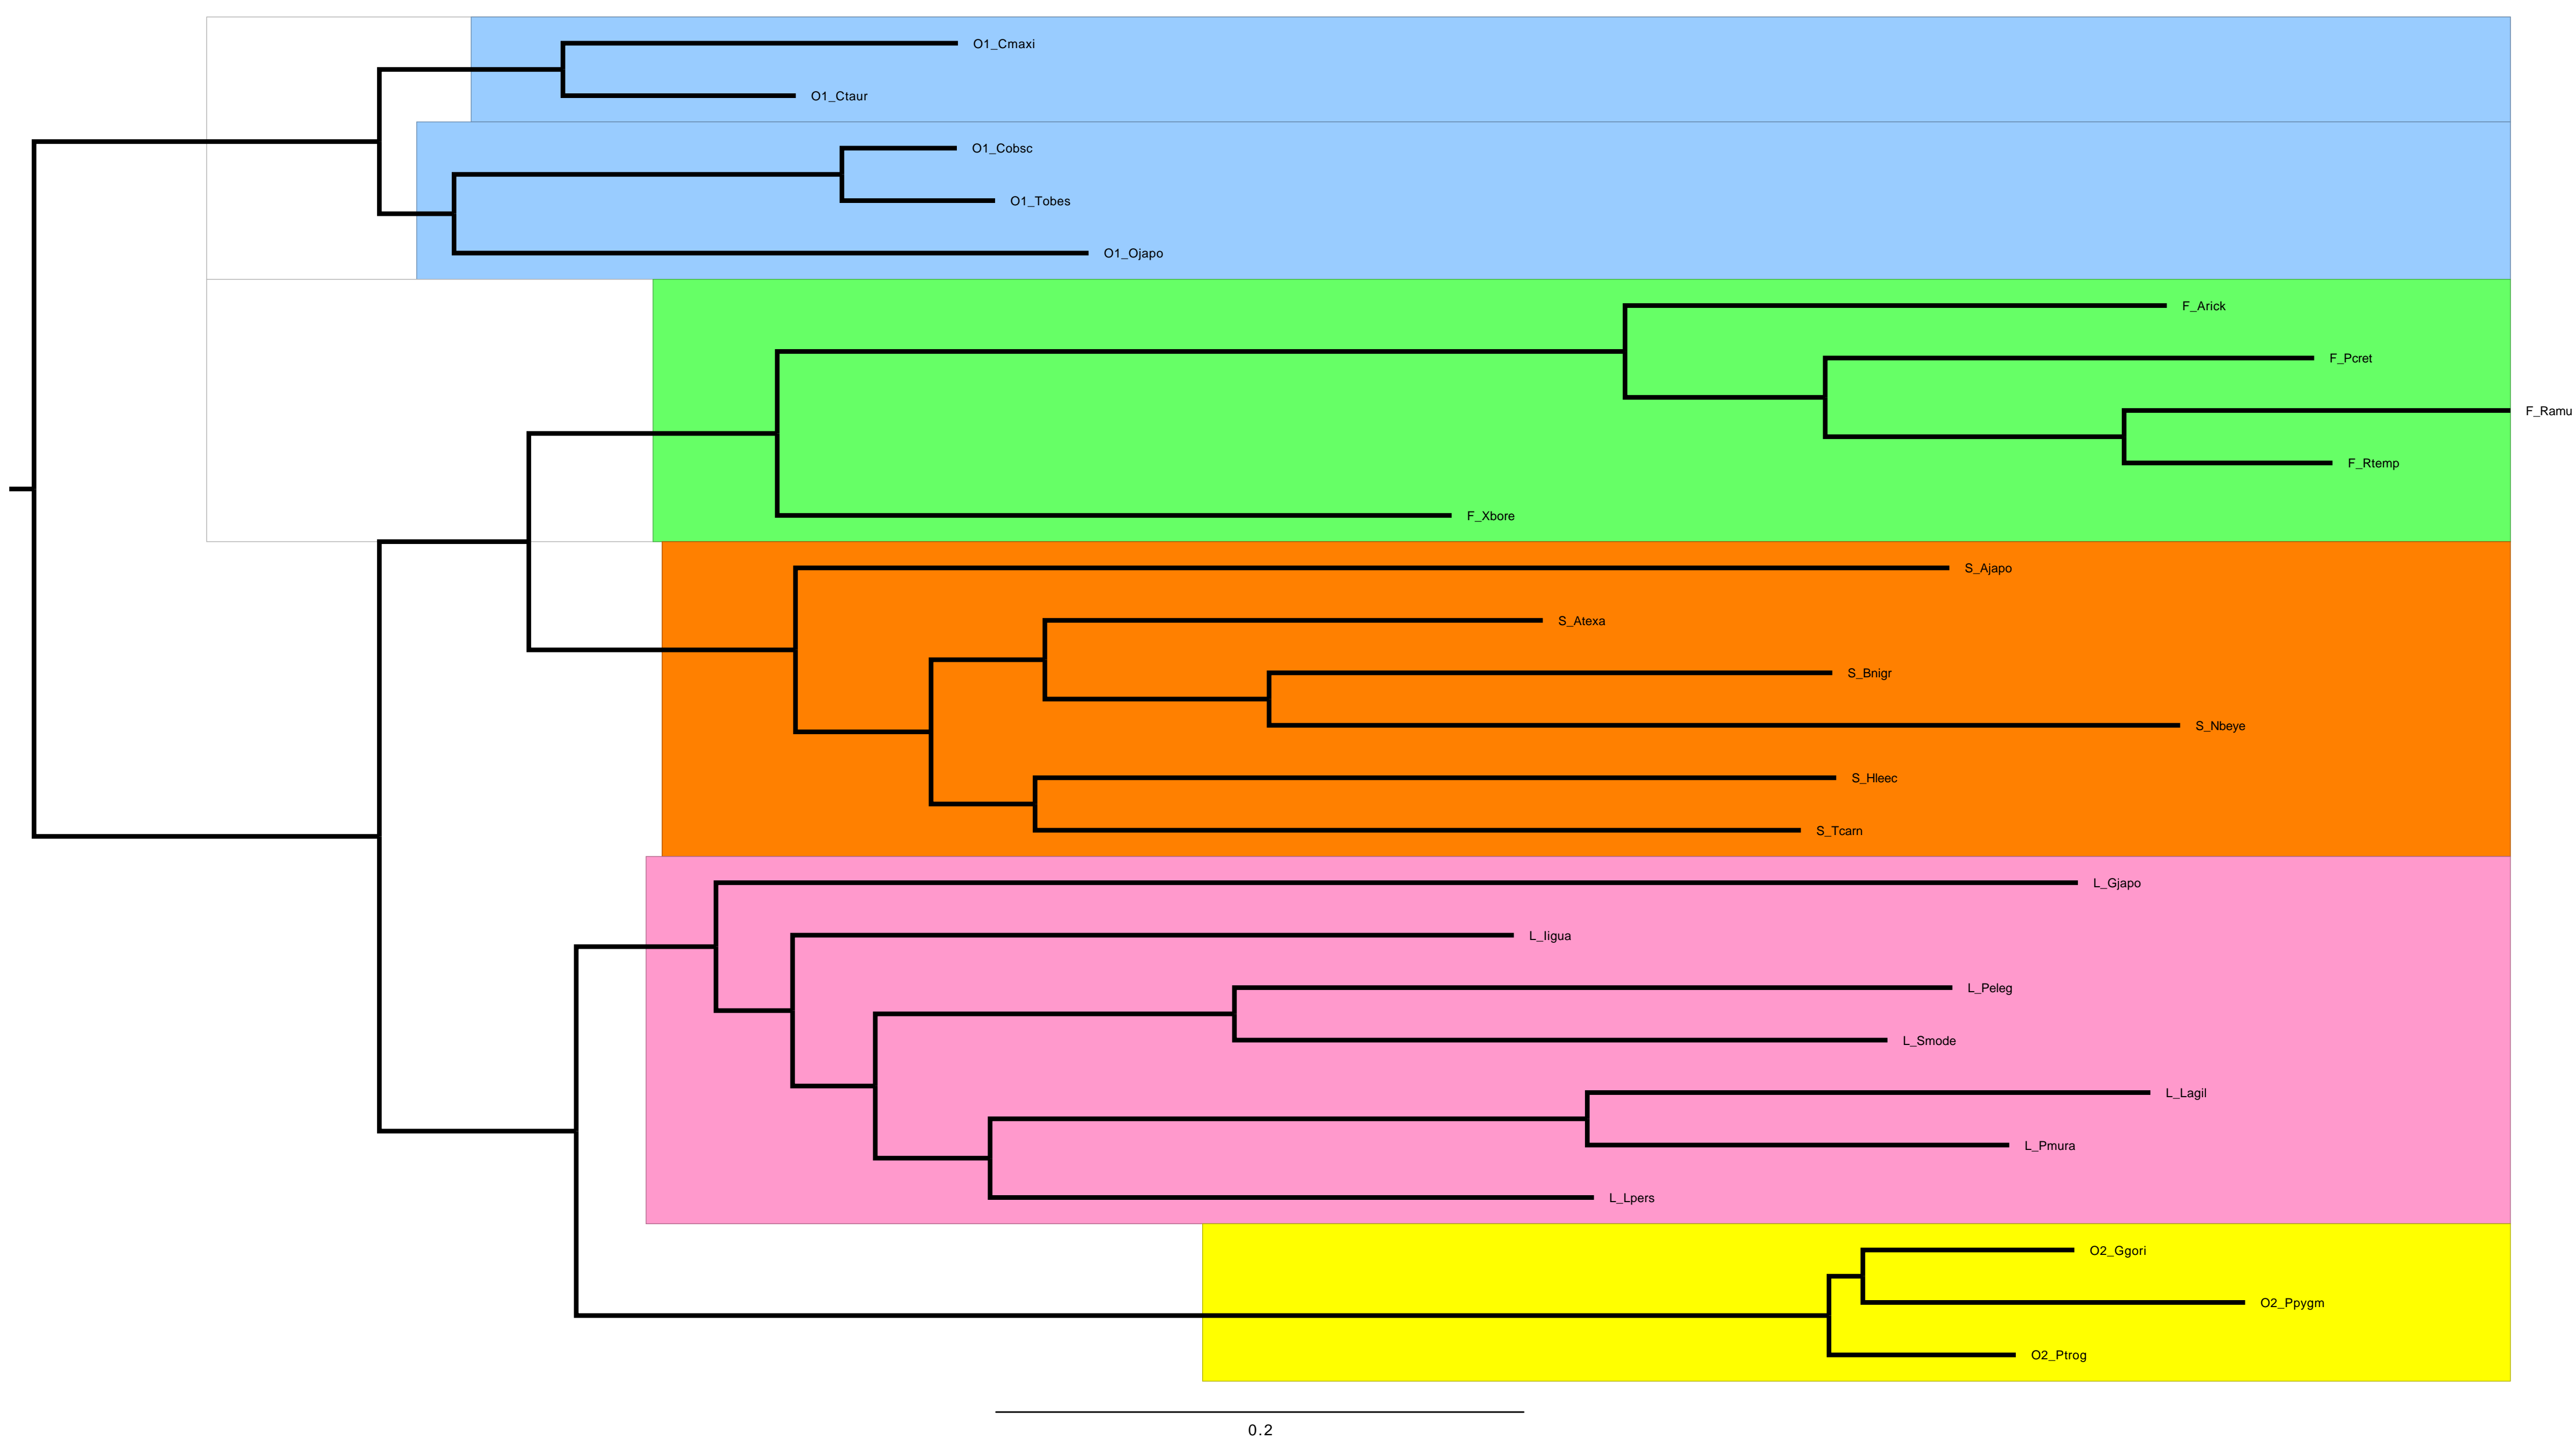 O1_Cmaxi
O1_Ctaur
O1_Cobsc
O1_Tobes
O1_Ojapo
F_Arick
F_Pcret
F_Ramu
F_Rtemp
F_Xbore
S_Ajapo
S_Atexa
S_Bnigr
S_Nbeye
S_Hleec
S_Tcarn
L_Gjapo
L_Iigua
L_Peleg
L_Smode
L_Lagil
L_Pmura
L_Lpers
O2_Ggori
O2_Ppygm
O2_Ptrog
0.2